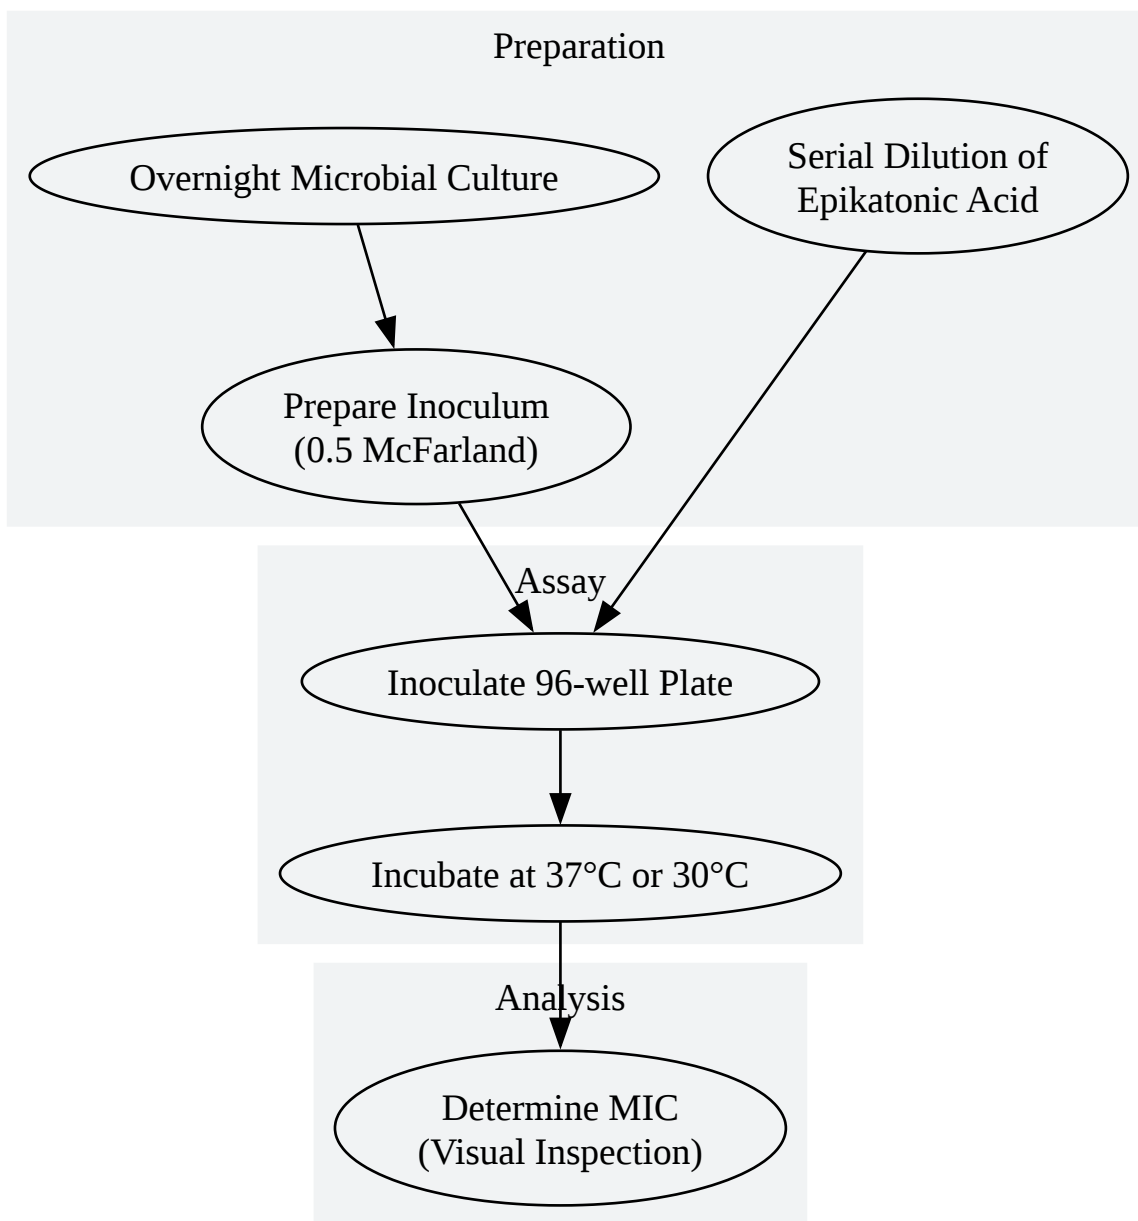 Preparation
Overnight Microbial Culture
Serial Dilution of
Epikatonic Acid
Prepare Inoculum
(0.5 McFarland)
Assay
Inoculate 96-well Plate
Incubate at 37°C or 30°C
Analysis
Determine MIC
(Visual Inspection)